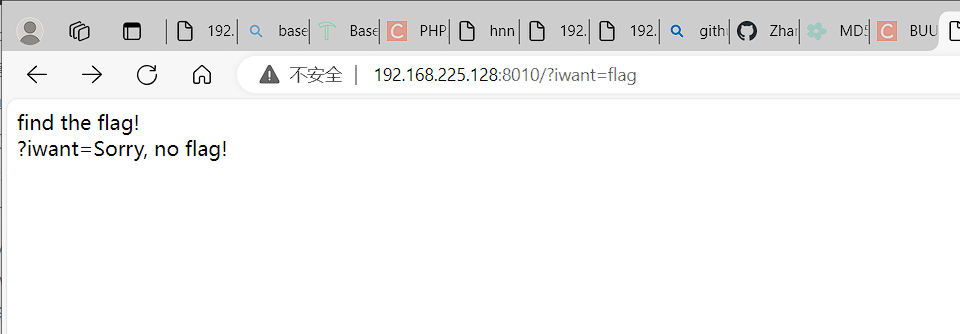 192. base Base PHP hnn 192. 192. gith Zhar MD5 BUU
不安全 | 192.168.225.128:8010/?iwant=flag
find the flag!
?iwant=Sorry, no flag!